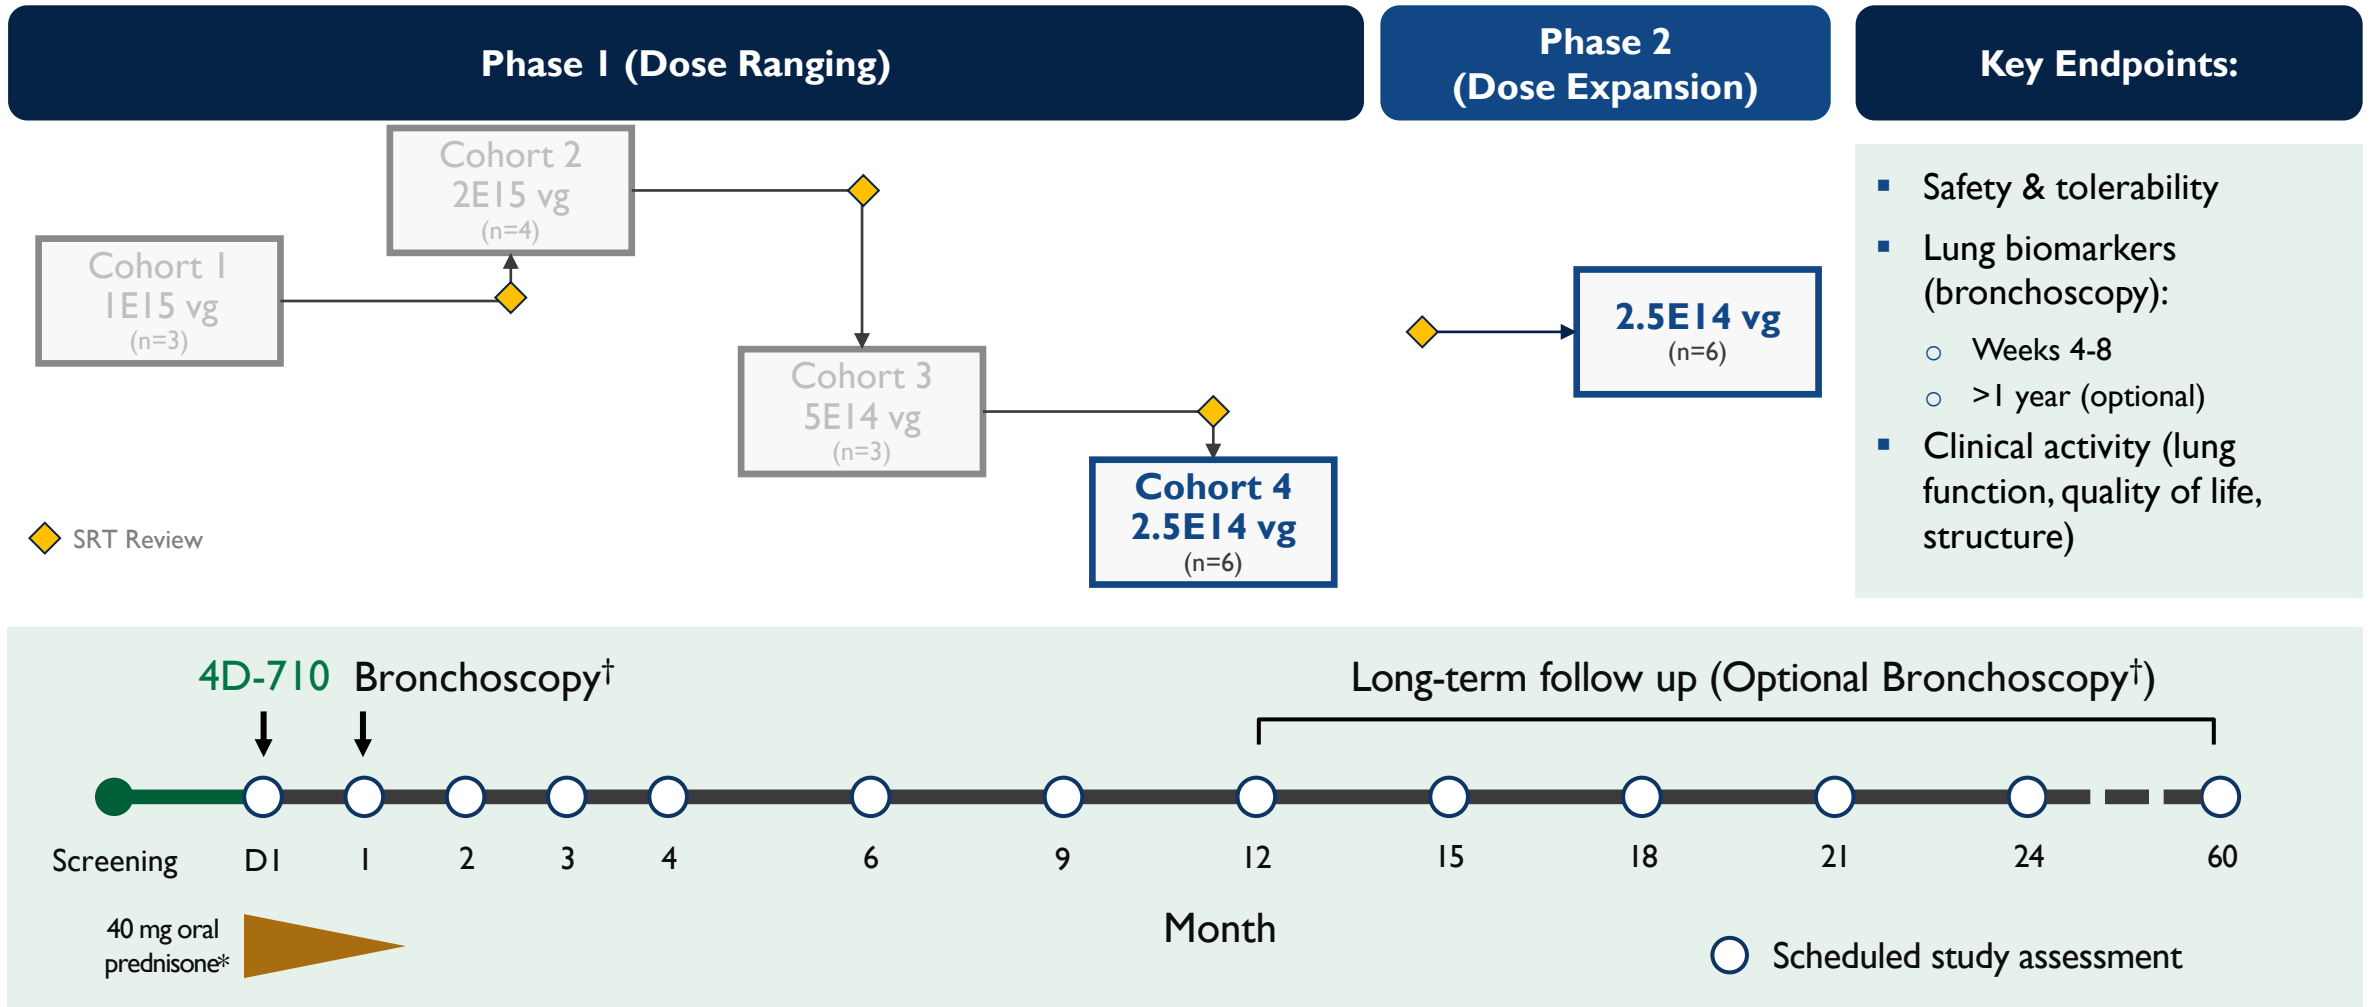 Phase 1 (Dose Ranging)
Phase 2
(Dose Expansion)
Key Endpoints:
Cohort 1
1E15 vg
(n=3)
Cohort 2
2E15 vg
(n=4)
Cohort 3
5E14 vg
(n=3)
Cohort 4
2.5E14 vg
(n=6)
2.5E14 vg
(n=6)
SRT Review
▪ Safety & tolerability
▪ Lung biomarkers
(bronchoscopy):
o Weeks 4-8
o >1 year (optional)
▪ Clinical activity (lung
function, quality of life,
structure)
4D-710
Bronchoscopy†
Long-term follow up (Optional Bronchoscopy†)
Screening D1 1 2 3 4 6 9 12 15 18 21 24 60
Month
40 mg oral
prednisone*
Scheduled study assessment